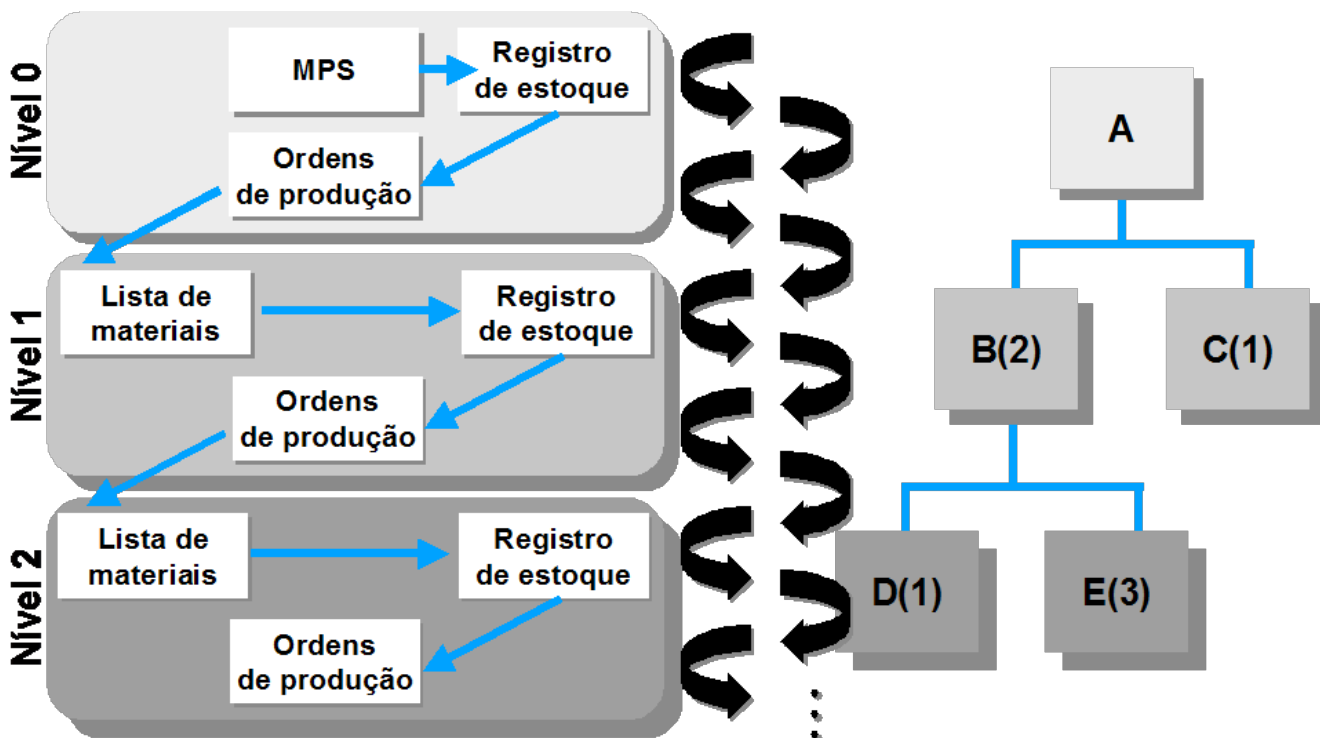 Nível 0
MPS
Registro
de estoque
Ordens
de produção
Nível 1
Lista de
materiais
Registro
de estoque
Ordens
de produção
Nível 2
Lista de
materiais
Registro
de estoque
Ordens
de produção
A
B(2)
C(1)
D(1)
E(3)